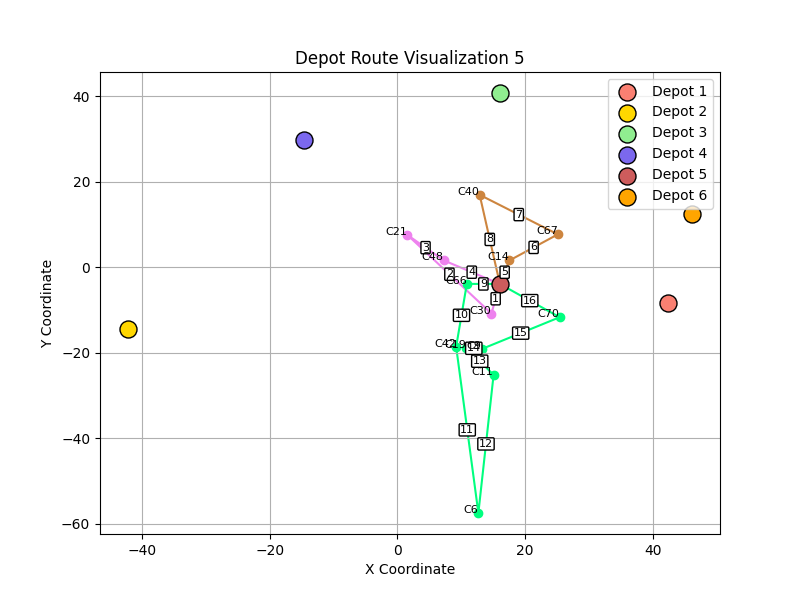 Depot Route Visualization 5
Depot 1
Depot 2
Depot 3
Depot 4
Depot 5
Depot 6
Y Coordinate
40
20
0
−20
−40
−60
−40
−20
0
20
40
X Coordinate
C40
7
C67
C21
8
3
6
C48
C14
4
5
2
C66
9
1
C30
16
10
C70
15
C42
C19
14
13
C11
11
12
C6